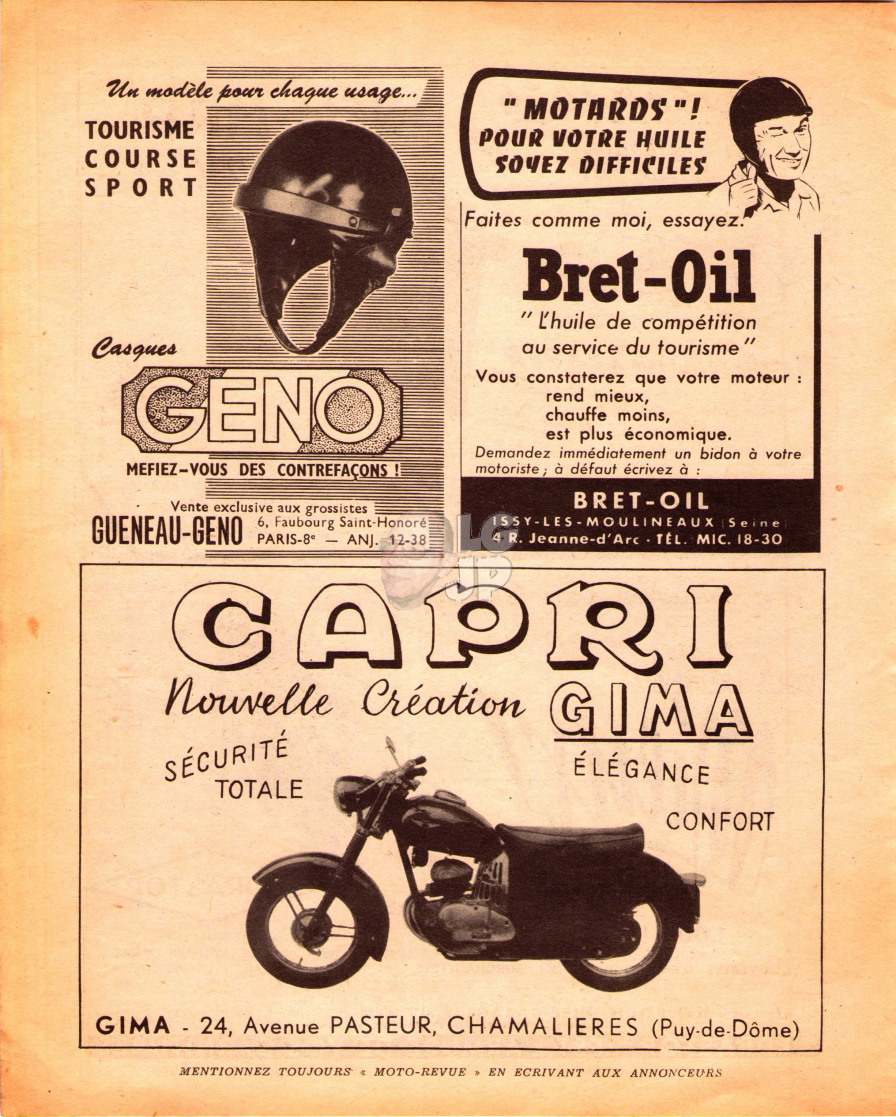 Un modèle pour chaque usage...
TOURISME
COURSE
SPORT
Casques
GENO
MEFIEZ-VOUS DES CONTREFAÇONS !
Vente exclusive aux grossistes
GUENEAU-GENO
6, Faubourg Saint-Honoré
PARIS-8e — ANJ. 12-38
"MOTARDS"!
POUR VOTRE HUILE
SOYEZ DIFFICILES
Faites comme moi, essayez.
Bret-Oil
"L'huile de compétition
au service du tourisme"
Vous constaterez que votre moteur :
rend mieux,
chauffe moins,
est plus économique.
Demandez immédiatement un bidon à votre
motoriste ; à défaut écrivez à :
BRET-OIL
ISSY-LES-MOULINEAUX (Seine)
4 R. Jeanne-d'Arc · TÉL. MIC. 18-30
LG
JP
CAPRI
Nouvelle Création GIMA
SÉCURITÉ
TOTALE
ÉLÉGANCE
CONFORT
GIMA - 24, Avenue PASTEUR, CHAMALIERES (Puy-de-Dôme)
MENTIONNEZ TOUJOURS « MOTO-REVUE » EN ECRIVANT AUX ANNONCEURS